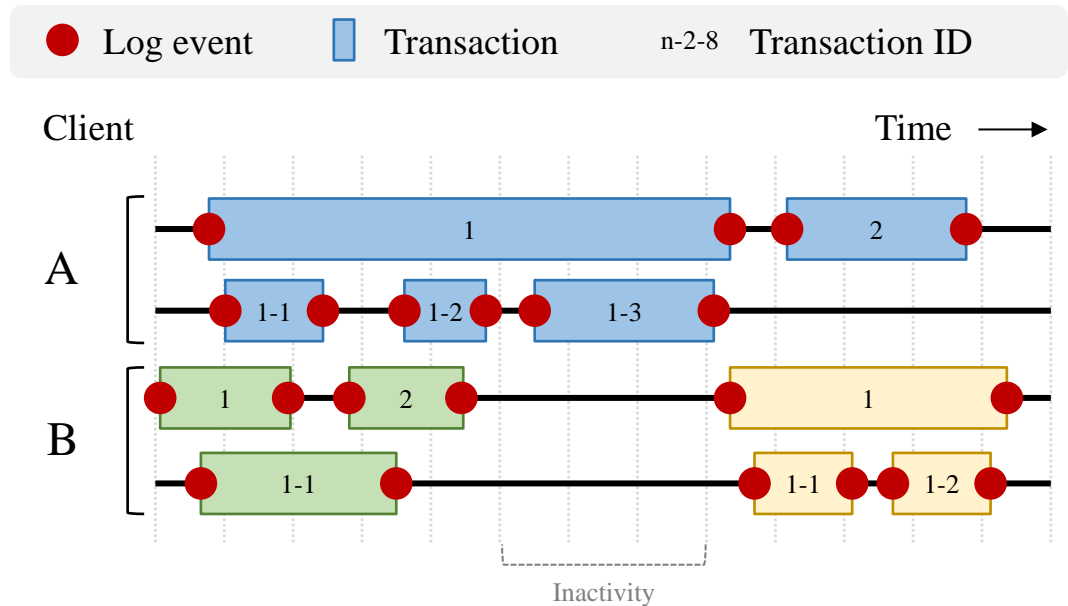 Log event Transaction n-2-8 Transaction ID
Client Time
A
1 2
1-1 1-2 1-3
B
1 2 1
1-1 1-1 1-2
Inactivity